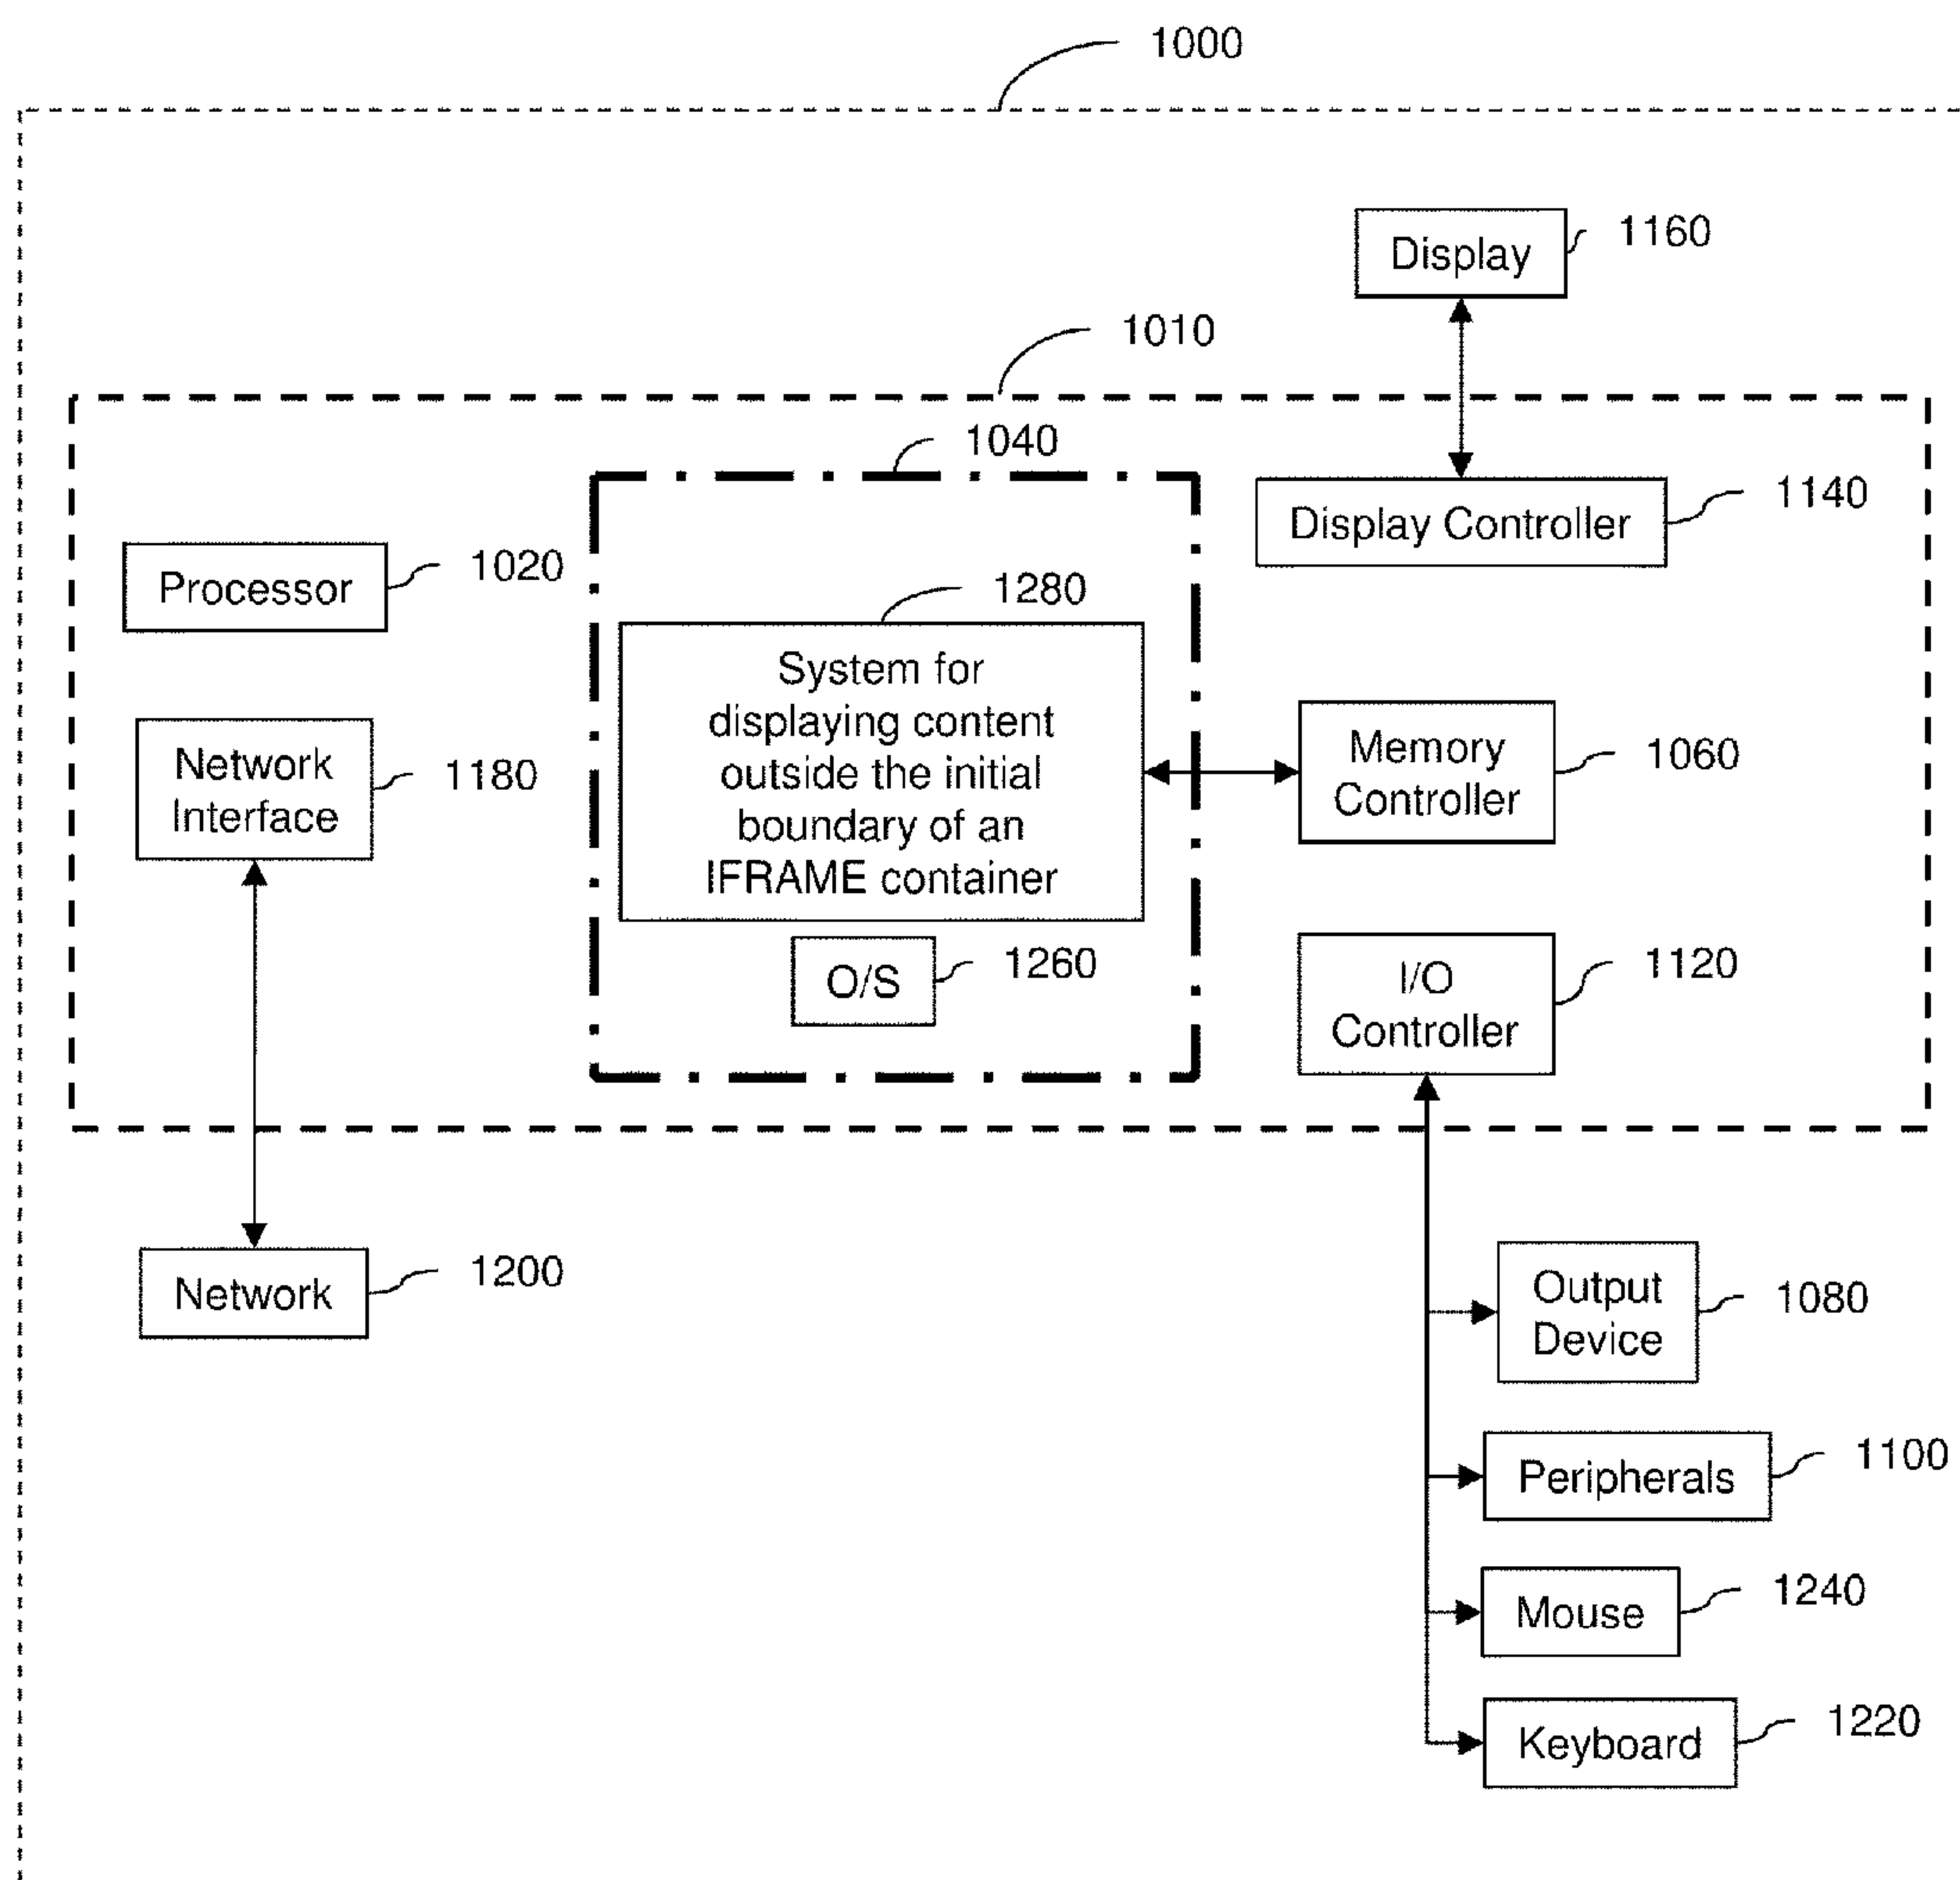 1000
Display
1160
1010
1040
Display Controller
1140
Processor
1020
1280
System for
displaying content
outside the initial
boundary of an
IFRAME container
Network
Interface
1180
Memory
Controller
1060
O/S
1260
I/O
Controller
1120
Network
1200
Output
Device
1080
Peripherals
1100
Mouse
1240
Keyboard
1220